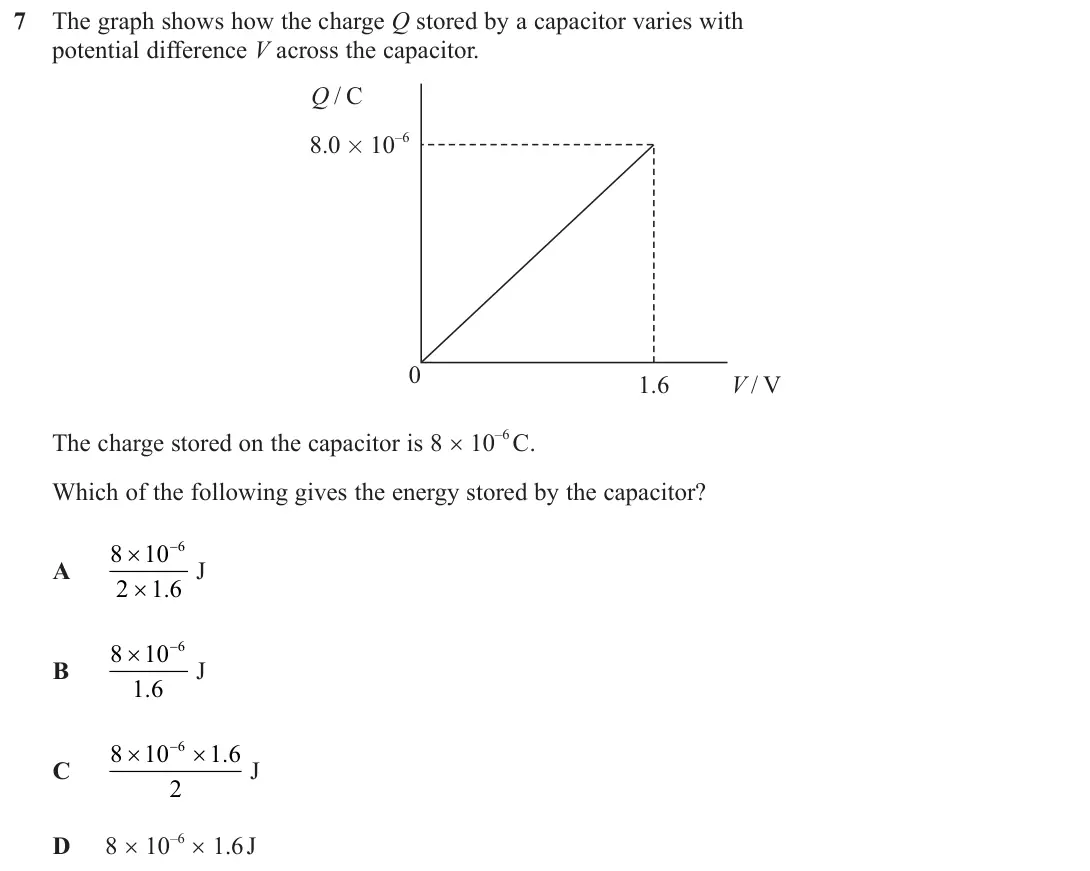 7 The graph shows how the charge Q stored by a capacitor varies with
potential difference V across the capacitor.
Q / C
8.0 × 10⁻⁶
0
1.6
V / V
The charge stored on the capacitor is 8 × 10⁻⁶ C.
Which of the following gives the energy stored by the capacitor?
A
8 × 10⁻⁶
2 × 1.6
J
B
8 × 10⁻⁶
1.6
J
C
8 × 10⁻⁶ × 1.6
2
J
D 8 × 10⁻⁶ × 1.6 J